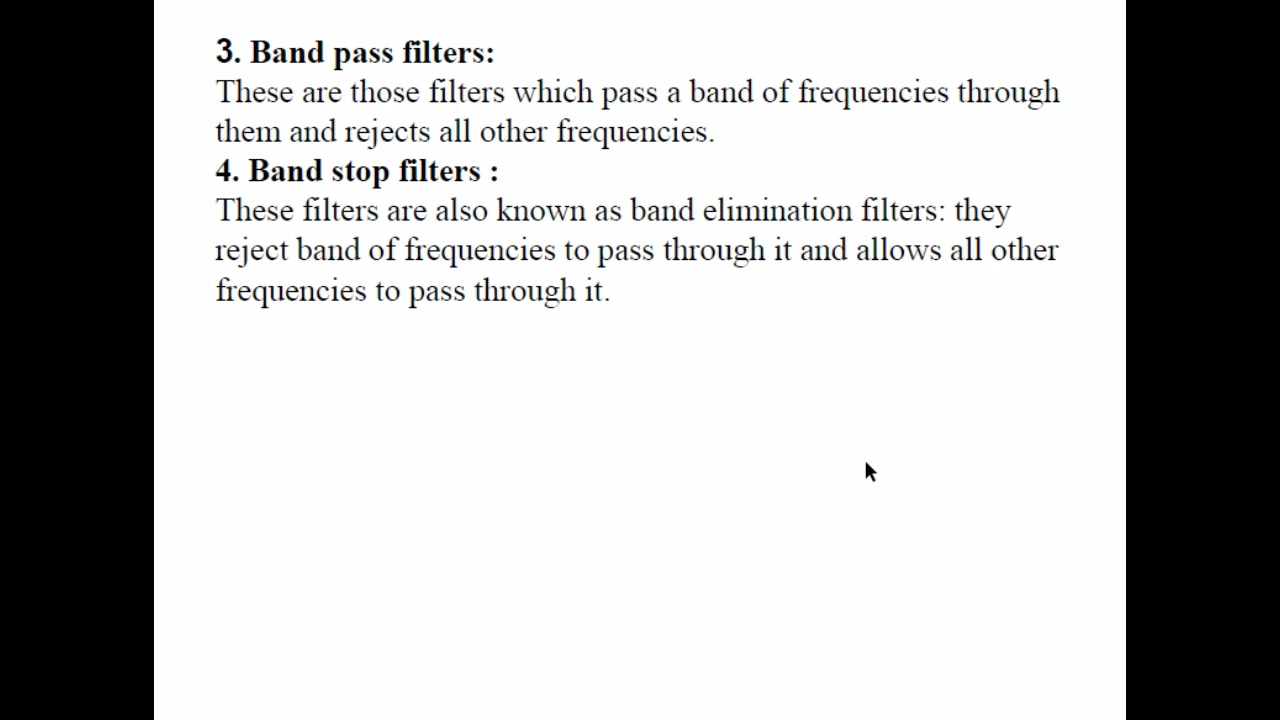 3. Band pass filters:
These are those filters which pass a band of frequencies through
them and rejects all other frequencies.
4. Band stop filters :
These filters are also known as band elimination filters: they
reject band of frequencies to pass through it and allows all other
frequencies to pass through it.